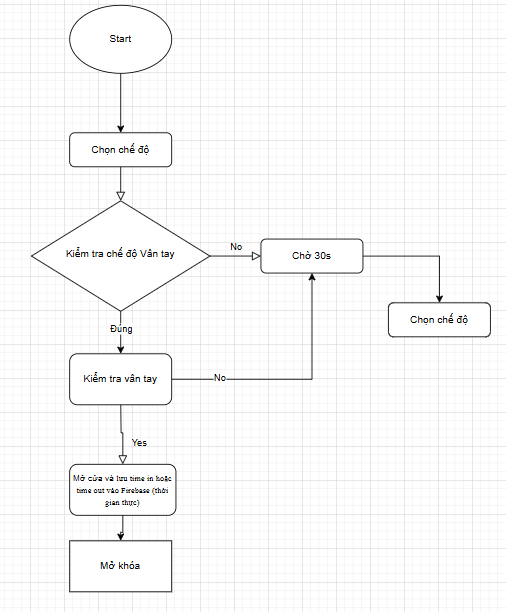 Start
Chọn chế độ
Kiểm tra chế độ Vân tay
No
Chờ 30s
Chọn chế độ
Đúng
Kiểm tra vân tay
No
Yes
Mở cửa và lưu time in hoặc
time out vào Firebase (thời
gian thực)
Mở khóa